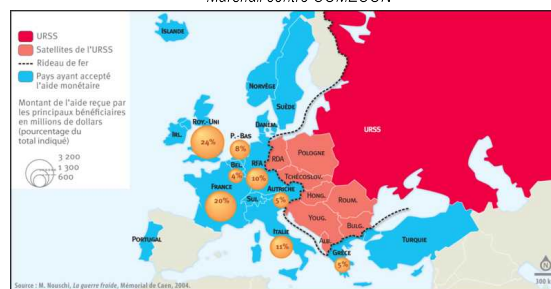 Marshall contre COMECON
URSS
Satellites de l'URSS
Rideau de fer
Pays ayant accepté
l'aide monétaire
Montant de l'aide reçue par
les principaux bénéficiaires
en millions de dollars
(pourcentage du
total indiqué)
3 200
1 300
600
ISLANDE
NORVÈGE
SUÈDE
DANEM.
ROY.-UNI
24%
IRL.
P.-BAS
8%
BEL.
4%
RFA
10%
RDA
POLOGNE
TCHÉCOSLOV.
URSS
FRANCE
20%
SUI.
AUTRICHE
5%
HONG.
ROUM.
YOUG.
BULG.
ALB.
ITALIE
11%
GRÈCE
5%
TURQUIE
PORTUGAL
N
300 k
Source : M. Nouschi, La guerre froide, Mémorial de Caen, 2004.